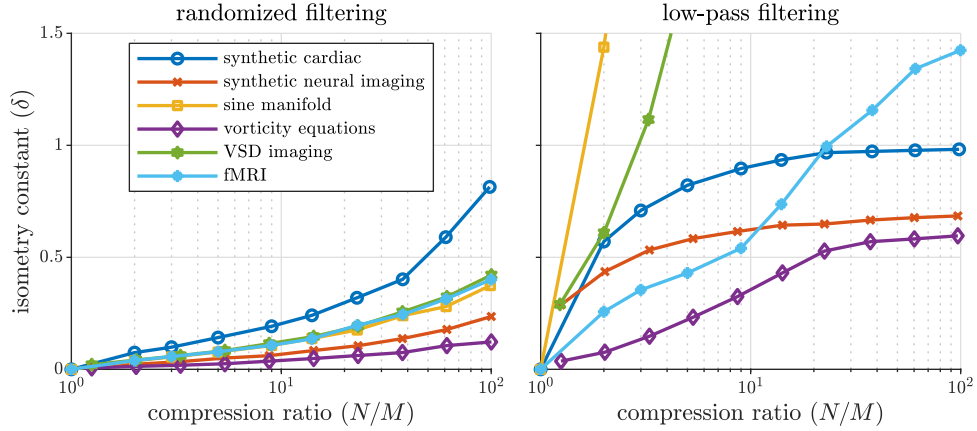 randomized filtering
low-pass filtering
isometry constant (δ)
1.5
1
0.5
0
synthetic cardiac
synthetic neural imaging
sine manifold
vorticity equations
VSD imaging
fMRI
10^0
10^1
10^2
10^0
10^1
10^2
compression ratio (N/M)
compression ratio (N/M)